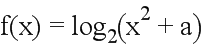 f(x) = log₂(x² + a)